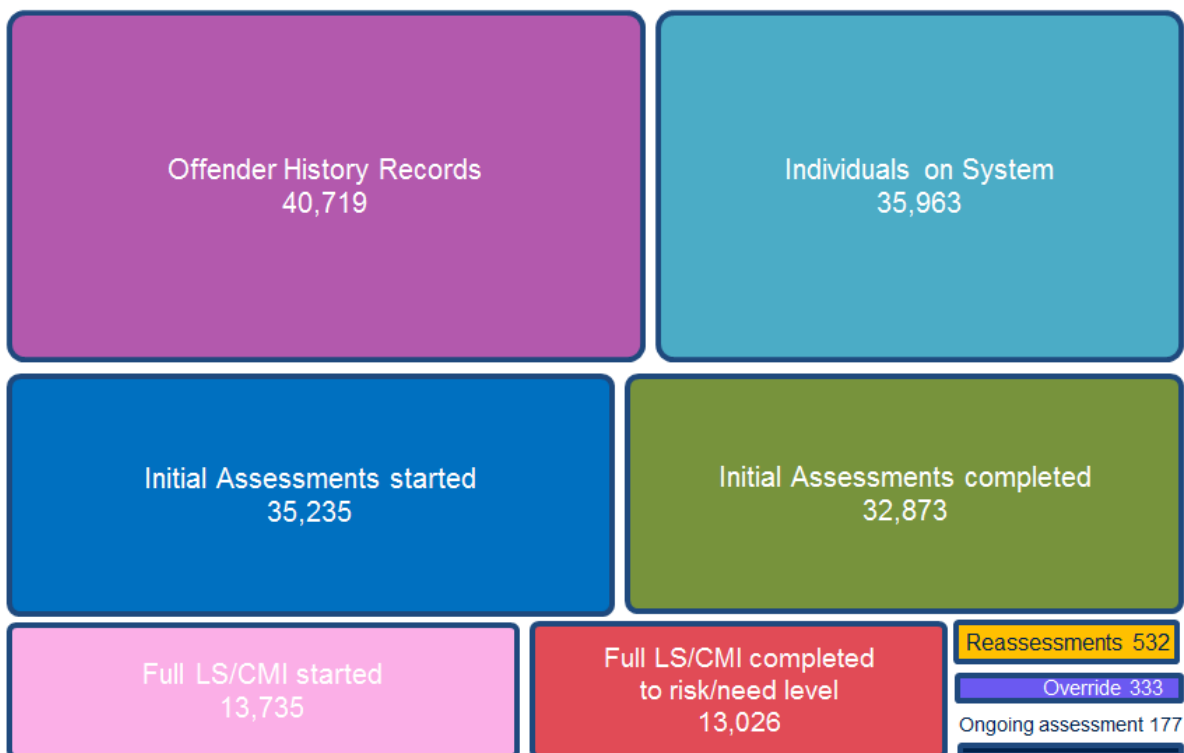 Offender History Records
40,719
Individuals on System
35,963
Initial Assessments started
35,235
Initial Assessments completed
32,873
Full LS/CMI started
13,735
Full LS/CMI completed
to risk/need level
13,026
Reassessments 532
Override 333
Ongoing assessment 177